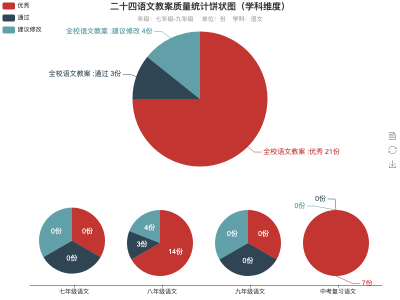 二十四语文教案质量统计饼状图（学科维度）
年级：七年级-九年级 单位：份 学科：语文
优秀
通过
建议修改
全校语文教案 :建议修改 4份
全校语文教案 :通过 3份
全校语文教案 :优秀 21份
0份
0份
0份
4份
3份
14份
0份
0份
0份
0份
0份
7份
七年级语文
八年级语文
九年级语文
中考复习语文